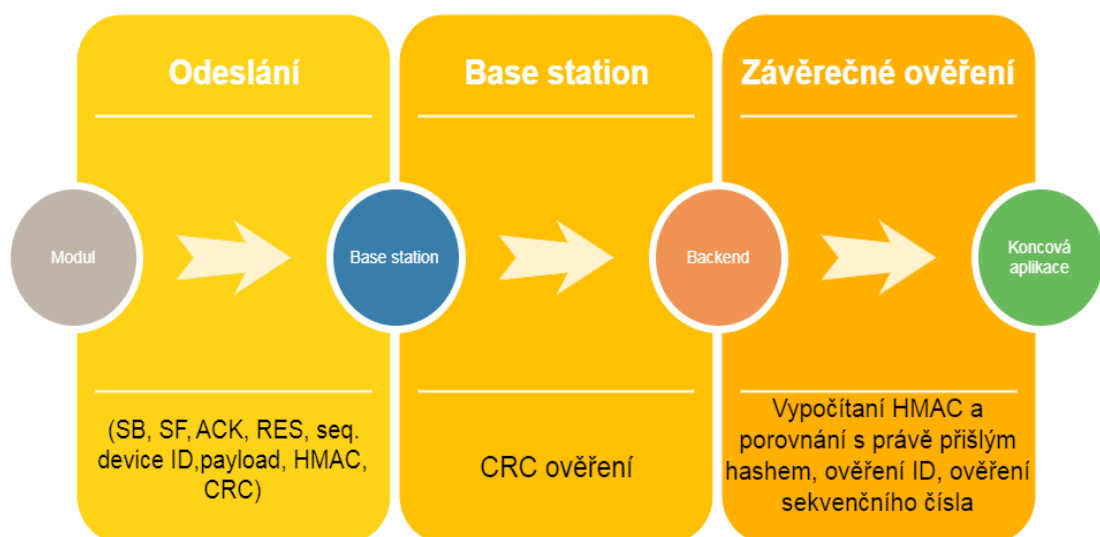 Odeslání
Base station
Závěrečné ověření
Modul
Base station
Backend
Koncová
aplikace
(SB, SF, ACK, RES, seq.
device ID,payload, HMAC,
CRC)
CRC ověření
Vypočítaní HMAC a
porovnání s právě přišlým
hashem, ověření ID, ověření
sekvenčního čísla